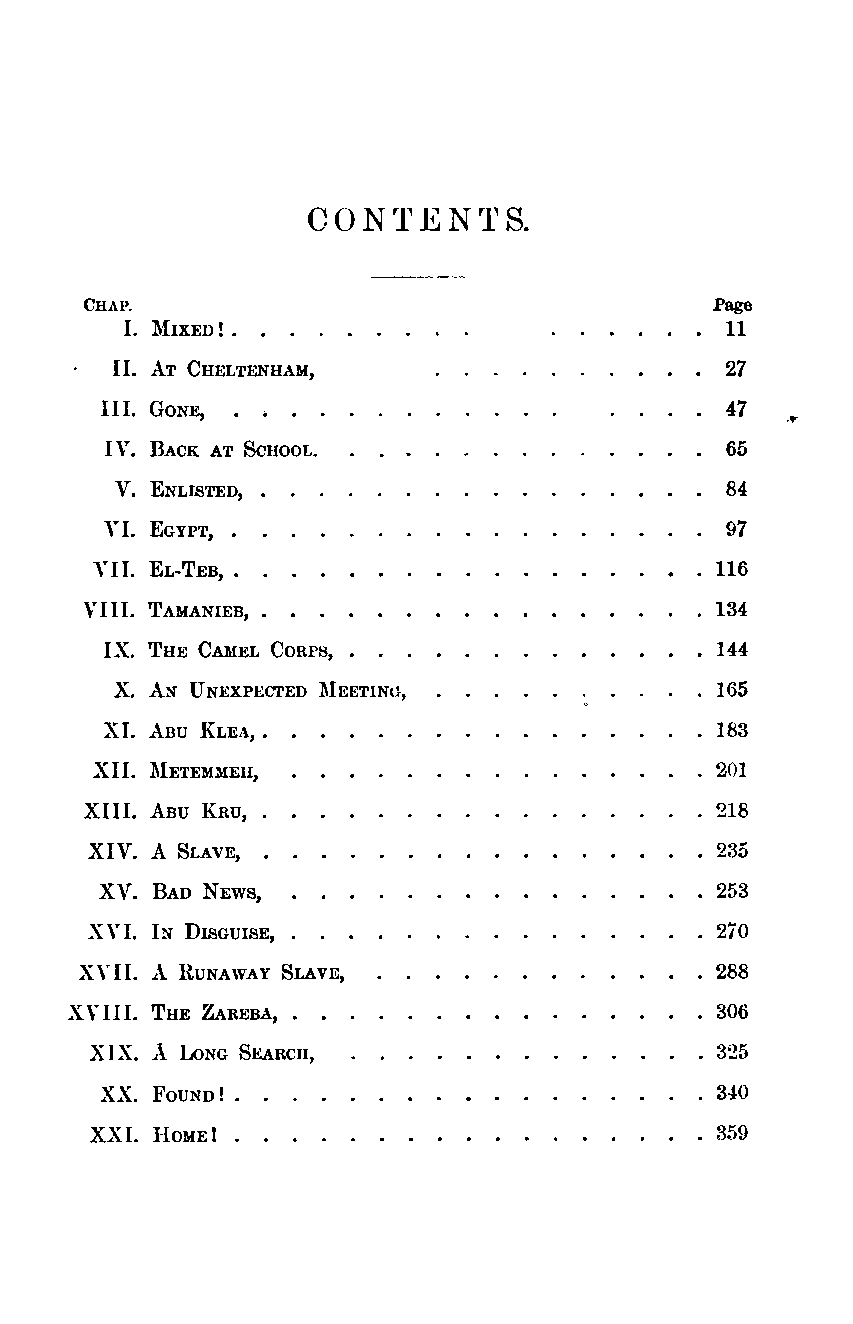 CONTENTS.
CHAP. Page
I. MIXED! . . . . . . . . . . . . . . . 11
II. AT CHELTENHAM, . . . . . . . . . . 27
III. GONE, . . . . . . . . . . . . . . . . 47
IV. BACK AT SCHOOL. . . . . . . . . . . . . . 65
V. ENLISTED, . . . . . . . . . . . . . . . . 84
VI. EGYPT, . . . . . . . . . . . . . . . . . 97
VII. EL-TEB, . . . . . . . . . . . . . . . . . 116
VIII. TAMANIEB, . . . . . . . . . . . . . . . . 134
IX. THE CAMEL CORPS, . . . . . . . . . . . . . 144
X. AN UNEXPECTED MEETING, . . . . . . . . . . 165
XI. ABU KLEA, . . . . . . . . . . . . . . . . 183
XII. METEMMEH, . . . . . . . . . . . . . . . 201
XIII. ABU KRU, . . . . . . . . . . . . . . . . 218
XIV. A SLAVE, . . . . . . . . . . . . . . . . 235
XV. BAD NEWS, . . . . . . . . . . . . . . . 253
XVI. IN DISGUISE, . . . . . . . . . . . . . . . 270
XVII. A RUNAWAY SLAVE, . . . . . . . . . . . . 288
XVIII. THE ZAREBA, . . . . . . . . . . . . . . . 306
XIX. A LONG SEARCH, . . . . . . . . . . . . . 325
XX. FOUND! . . . . . . . . . . . . . . . . . 340
XXI. HOME! . . . . . . . . . . . . . . . . . 359